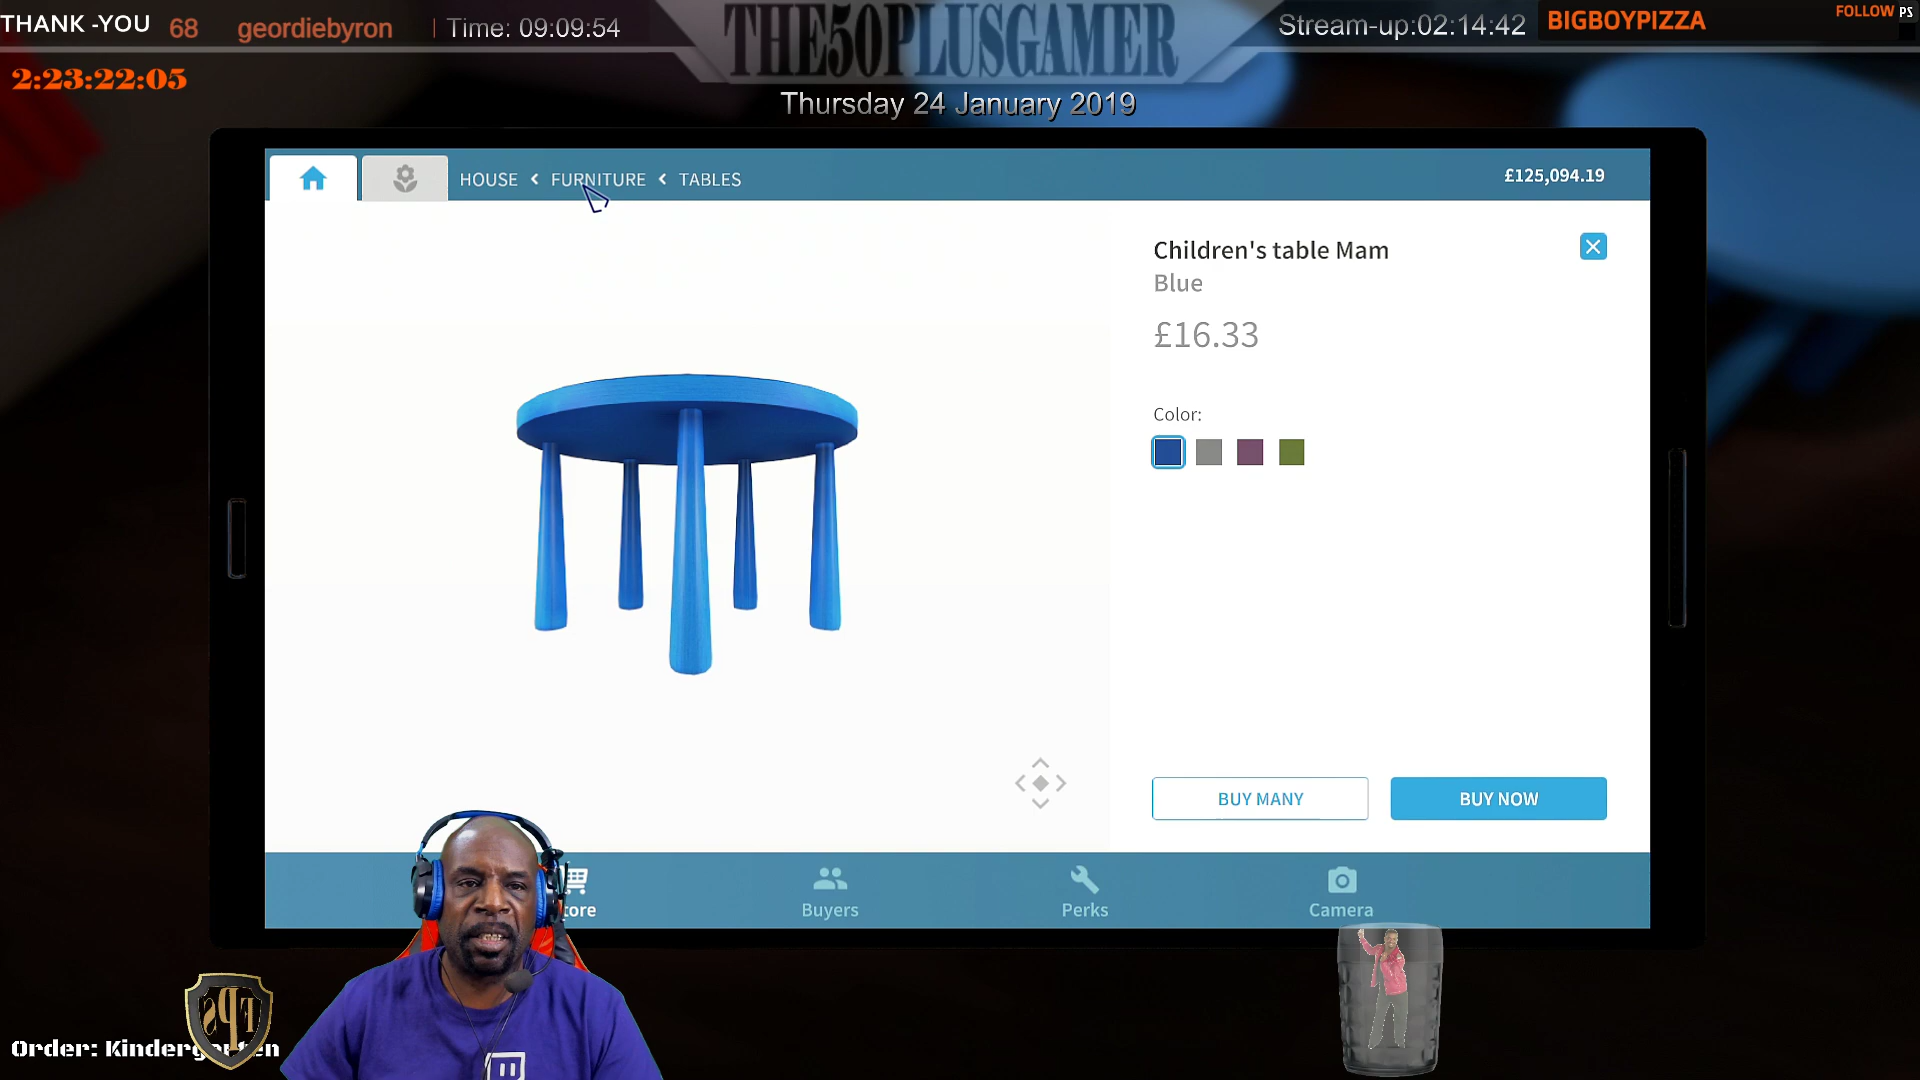 THANK -YOU 68 geordiebyron | Time: 09:09:54
THE50PLUSGAMER
Stream-up:02:14:42 BIGBOYPIZZA FOLLOW PS
2:23:22:05
Thursday 24 January 2019
HOUSE < FURNITURE < TABLES
£125,094.19
Children's table Mam
Blue
£16.33
Color:
BUY MANY
BUY NOW
Buyers
Perks
Camera
Order: Kindergarten